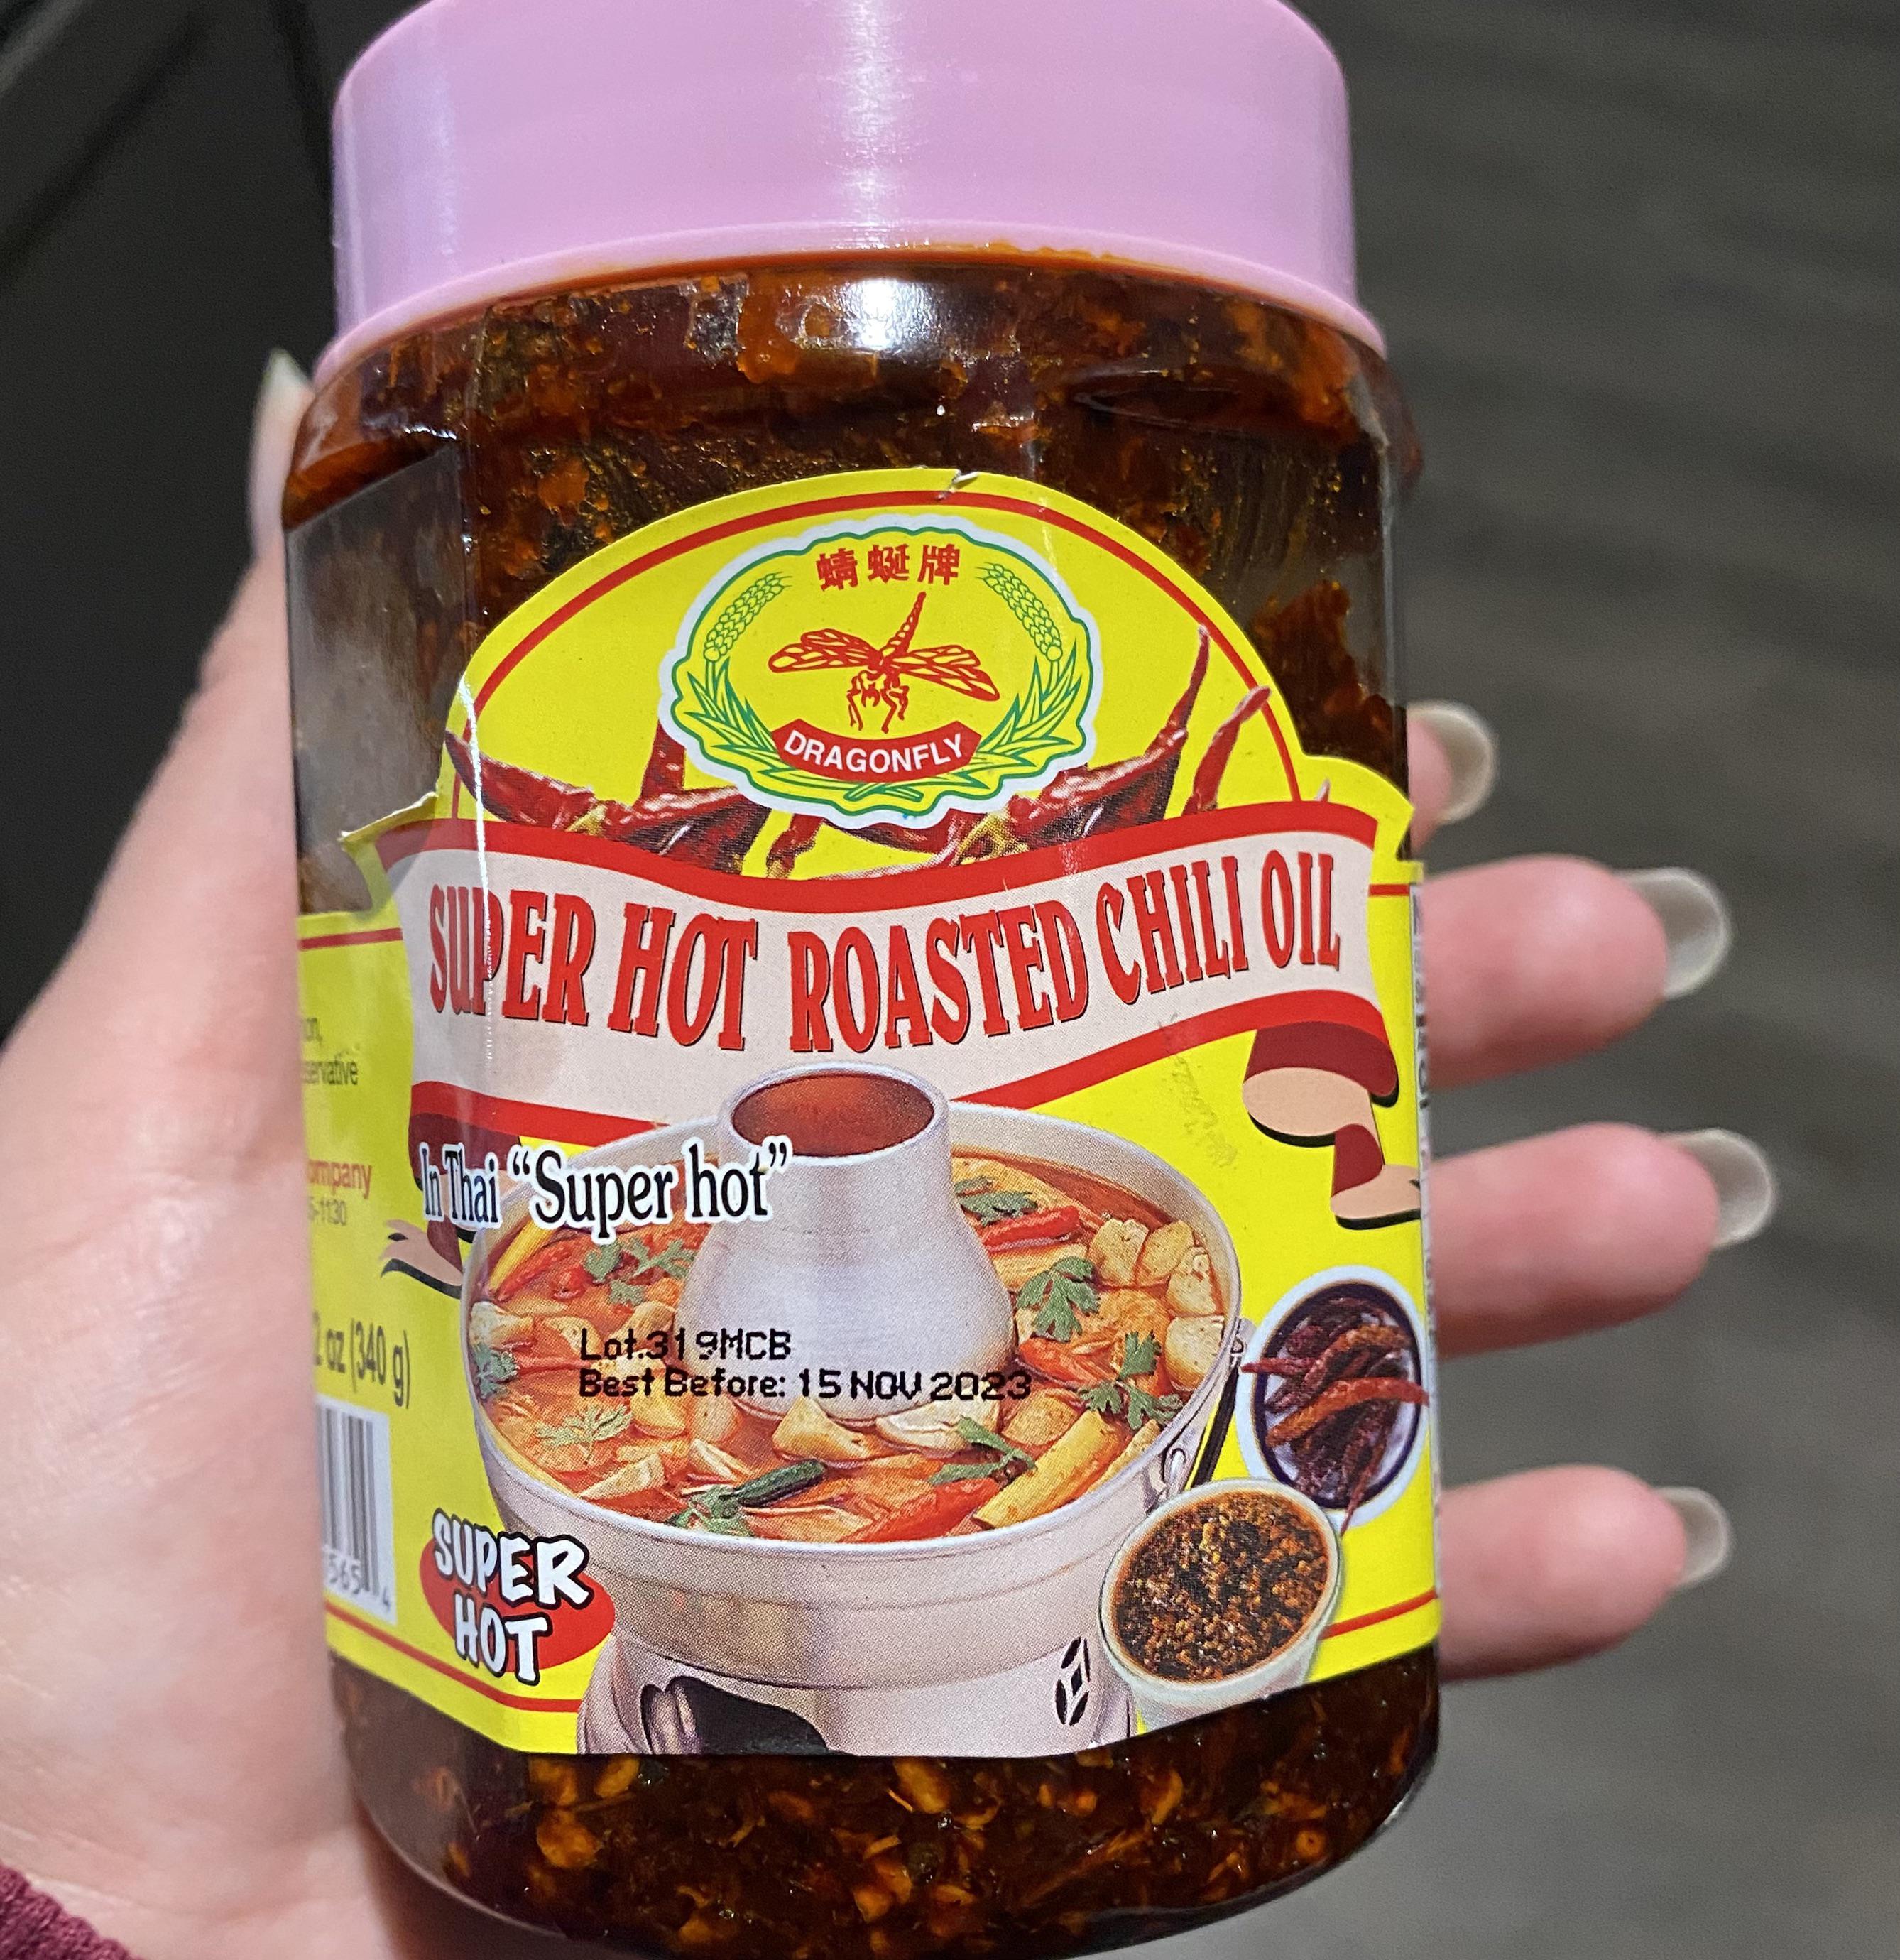 蜻蜓牌
DRAGONFLY
SUPER HOT ROASTED CHILI OIL
In Thai “Super hot”
Lot.319MCB
Best Before: 15 NOV 2023
SUPER
HOT
oz (340 g)